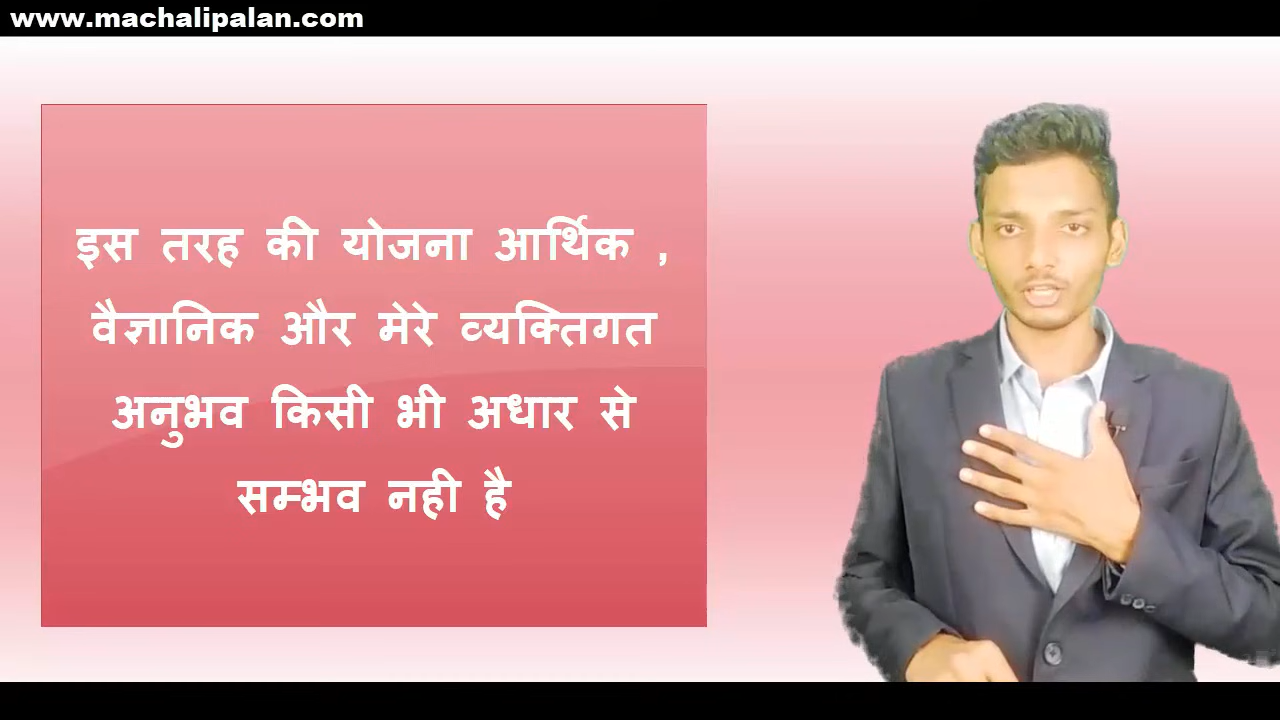 www.machalipalan.com
इस तरह की योजना आर्थिक ,
वैज्ञानिक और मेरे व्यक्तिगत
अनुभव किसी भी अधार से
सम्भव नही है